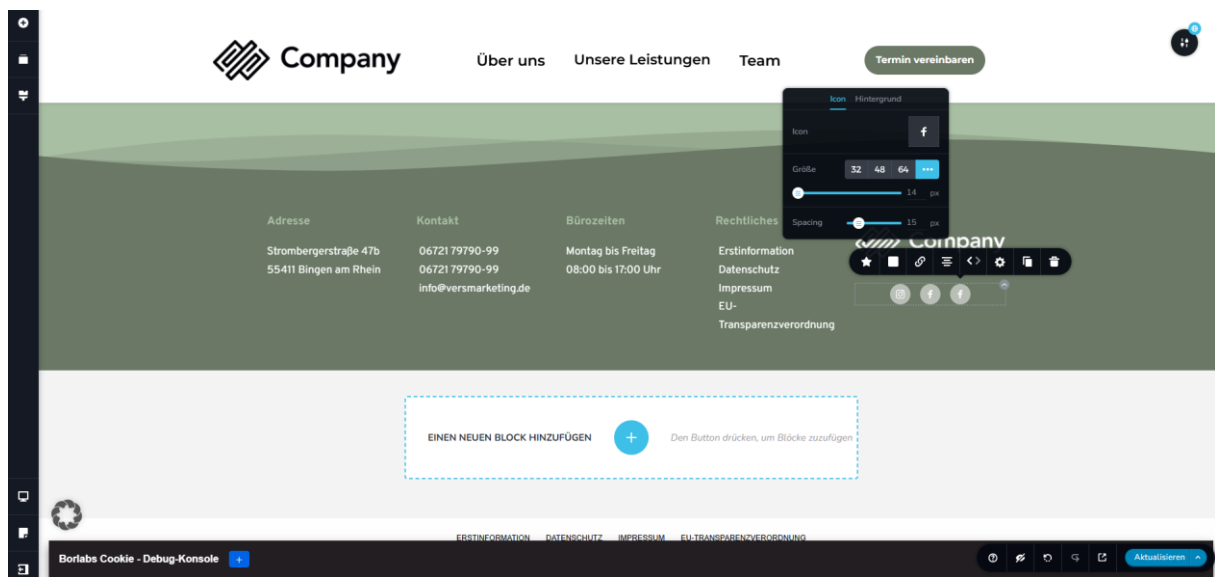 Company
Über uns
Unsere Leistungen
Team
Termin vereinbaren
Icon
Hintergrund
Icon
Größe
32 48 64
14 px
Spacing
15 px
Adresse
Strombergerstraße 47b
55411 Bingen am Rhein
Kontakt
06721 79790-99
06721 79790-99
info@versmarketing.de
Bürozeiten
Montag bis Freitag
08:00 bis 17:00 Uhr
Rechtliches
Erstinformation
Datenschutz
Impressum
EU-
Transparenzverordnung
Company
EINEN NEUEN BLOCK HINZUFÜGEN
Den Button drücken, um Blöcke zuzufügen
ERSTINFORMATION DATENSCHUTZ IMPRESSUM EU-TRANSPARENZVERORDNUNG
Borlabs Cookie - Debug-Konsole
Aktualisieren